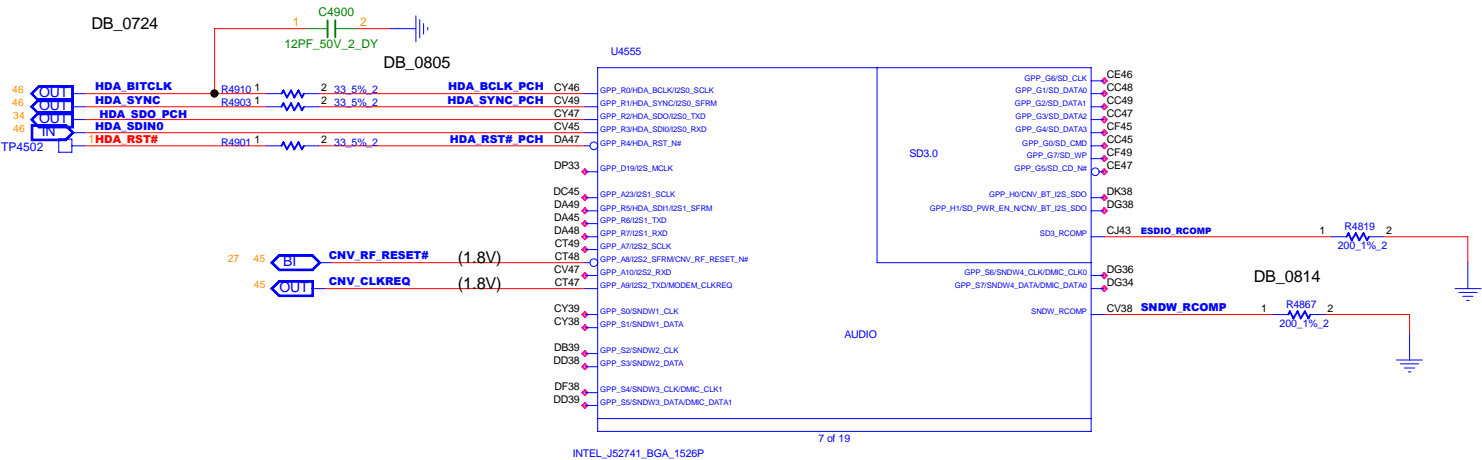 DB_0724
C4900
1 2
12PF_50V_2_DY
DB_0805
U4555
46 OUT HDA_BITCLK R4910 1 2 33_5%_2 HDA_BCLK_PCH CY46 GPP_R0/HDA_BCLK/I2S0_SCLK
46 OUT HDA_SYNC R4903 1 2 33_5%_2 HDA_SYNC_PCH CV49 GPP_R1/HDA_SYNC/I2S0_SFRM
34 OUT HDA_SDO_PCH CY47 GPP_R2/HDA_SDO/I2S0_TXD
46 IN HDA_SDIN0 CV45 GPP_R3/HDA_SDI0/I2S0_RXD
TP4502 1 HDA_RST# R4901 1 2 33_5%_2 HDA_RST#_PCH DA47 GPP_R4/HDA_RST_N#
DP33 GPP_D19/I2S_MCLK
DC45 GPP_A23/I2S1_SCLK
DA49 GPP_R5/HDA_SDI1/I2S1_SFRM
DA45 GPP_R6/I2S1_TXD
DA48 GPP_R7/I2S1_RXD
CT49 GPP_A7/I2S2_SCLK
27 45 BI CNV_RF_RESET# (1.8V) CT48 GPP_A8/I2S2_SFRM/CNV_RF_RESET_N#
CV47 GPP_A10/I2S2_RXD
45 OUT CNV_CLKREQ (1.8V) CT47 GPP_A9/I2S2_TXD/MODEM_CLKREQ
CY39 GPP_S0/SNDW1_CLK
CY38 GPP_S1/SNDW1_DATA
DB39 GPP_S2/SNDW2_CLK
DD38 GPP_S3/SNDW2_DATA
DF38 GPP_S4/SNDW3_CLK/DMIC_CLK1
DD39 GPP_S5/SNDW3_DATA/DMIC_DATA1
SD3.0
AUDIO
GPP_G6/SD_CLK CE46
GPP_G1/SD_DATA0 CC48
GPP_G2/SD_DATA1 CC49
GPP_G3/SD_DATA2 CC47
GPP_G4/SD_DATA3 CF45
GPP_G0/SD_CMD CC45
GPP_G7/SD_WP CF49
GPP_G5/SD_CD_N# CE47
GPP_H0/CNV_BT_I2S_SDO DK38
GPP_H1/SD_PWR_EN_N/CNV_BT_I2S_SDO DG38
SD3_RCOMP CJ43 ESDIO_RCOMP 1 R4819 2
200_1%_2
GPP_S6/SNDW4_CLK/DMIC_CLK0 DG36
GPP_S7/SNDW4_DATA/DMIC_DATA0 DG34
DB_0814
SNDW_RCOMP CV38 SNDW_RCOMP 1 R4867 2
200_1%_2
7 of 19
INTEL_J52741_BGA_1526P